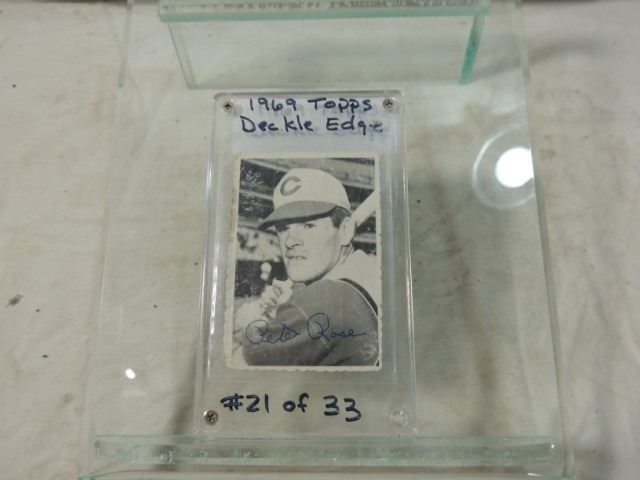 1969 Topps
Deckle Edge
C
Pete Rose
#21 of 33